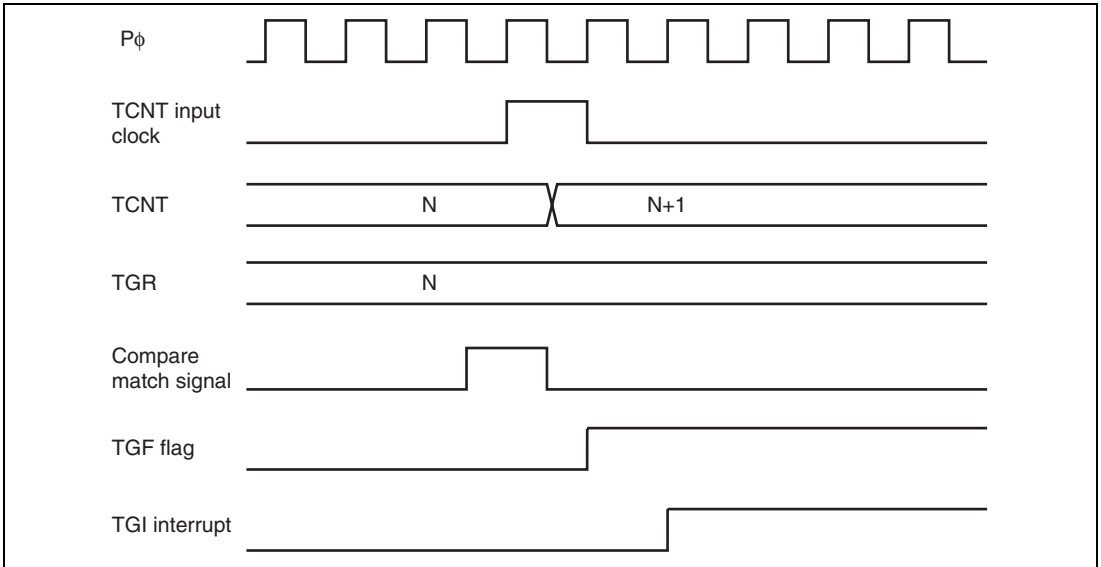 Pϕ
TCNT input
clock
TCNT
N
N+1
TGR
N
Compare
match signal
TGF flag
TGI interrupt